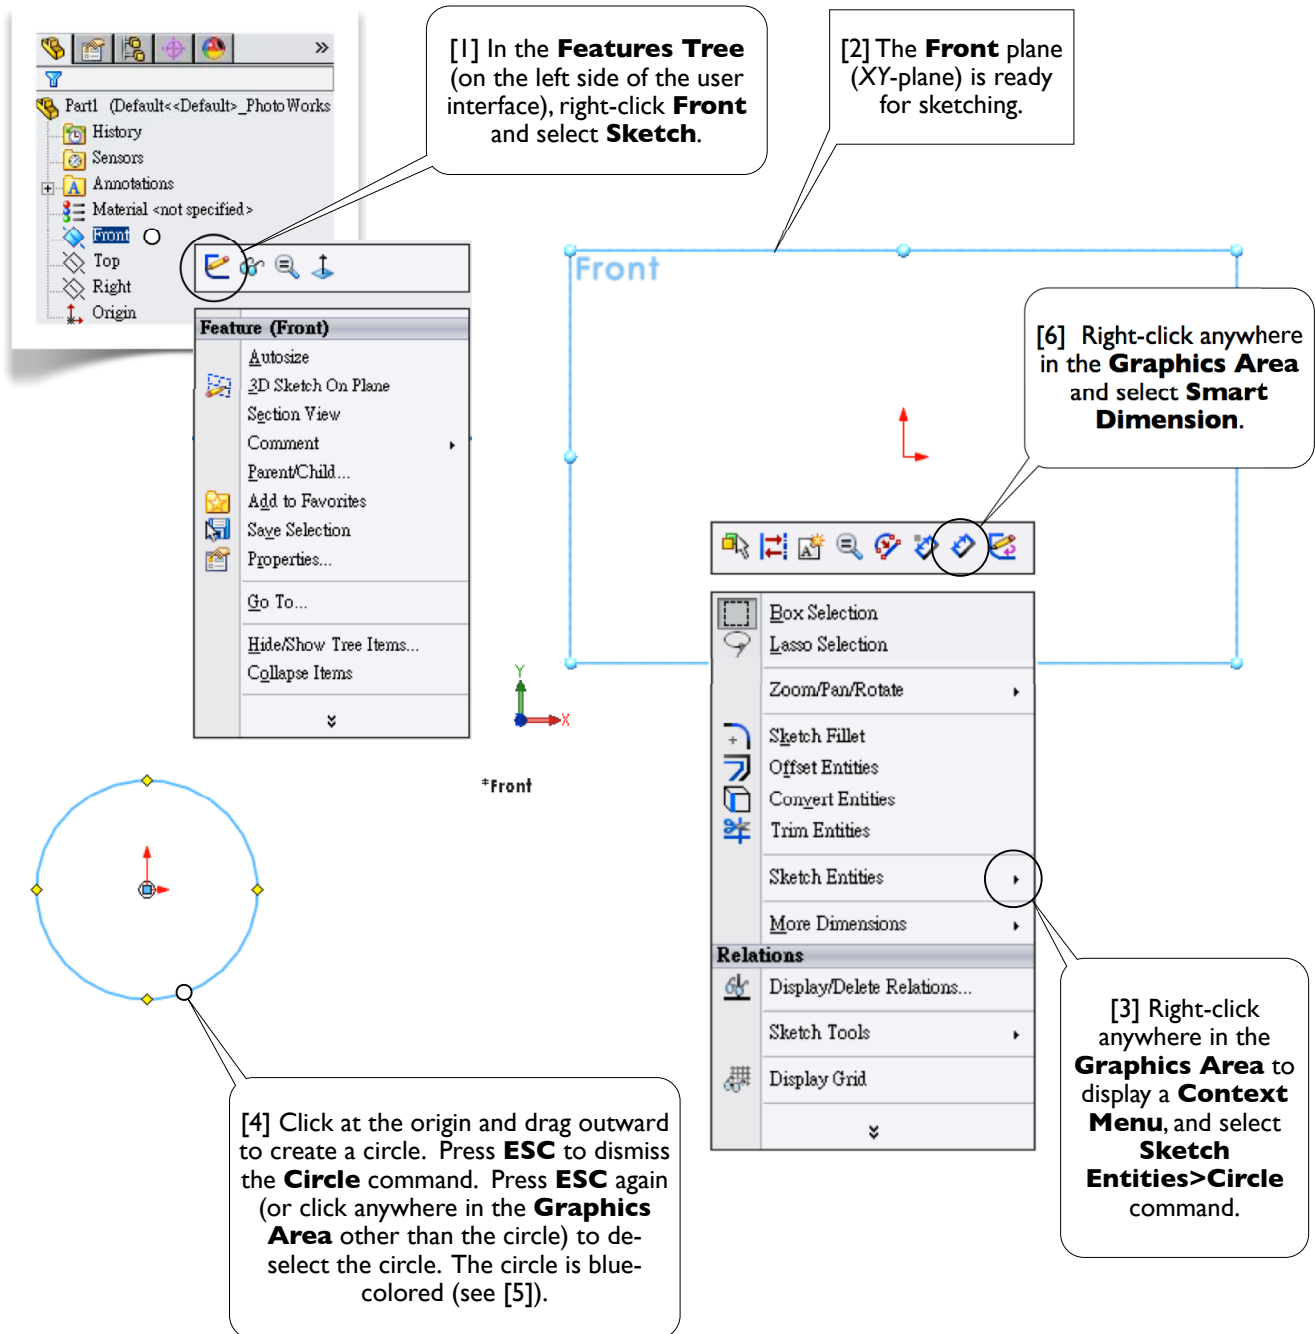 [1] In the Features Tree
(on the left side of the user
interface), right-click Front
and select Sketch.
[2] The Front plane
(XY-plane) is ready
for sketching.
»
Part1 (Default<<Default>_PhotoWorks
History
Sensors
A Annotations
Material <not specified>
Front
Top
Right
Origin
Feature (Front)
Autosize
3D Sketch On Plane
Section View
Comment
Parent/Child...
Add to Favorites
Save Selection
Properties...
Go To...
Hide/Show Tree Items...
Collapse Items
Front
[6] Right-click anywhere
in the Graphics Area
and select Smart
Dimension.
A
Box Selection
Lasso Selection
Zoom/Pan/Rotate
Sketch Fillet
Offset Entities
Convert Entities
Trim Entities
Sketch Entities
More Dimensions
Relations
Display/Delete Relations...
Sketch Tools
Display Grid
Y
X
*Front
[3] Right-click
anywhere in the
Graphics Area to
display a Context
Menu, and select
Sketch
Entities>Circle
command.
[4] Click at the origin and drag outward
to create a circle. Press ESC to dismiss
the Circle command. Press ESC again
(or click anywhere in the Graphics
Area other than the circle) to de-
select the circle. The circle is blue-
colored (see [5]).